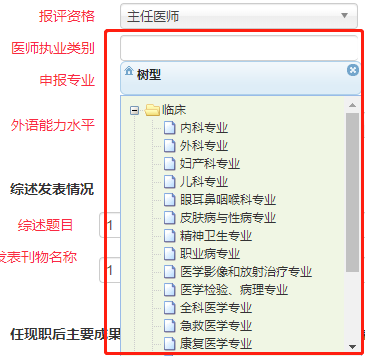 报评资格 主任医师
医师执业类别
申报专业 树型
临床
内科专业
外语能力水平
外科专业
妇产科专业
儿科专业
综述发表情况 眼耳鼻咽喉科专业
皮肤病与性病专业
综述题目 1 精神卫生专业
职业病专业
发表刊物名称 1 医学影像和放射治疗专业
医学检验、病理专业
全科医学专业
急救医学专业
任现职后主要成果 康复医学专业